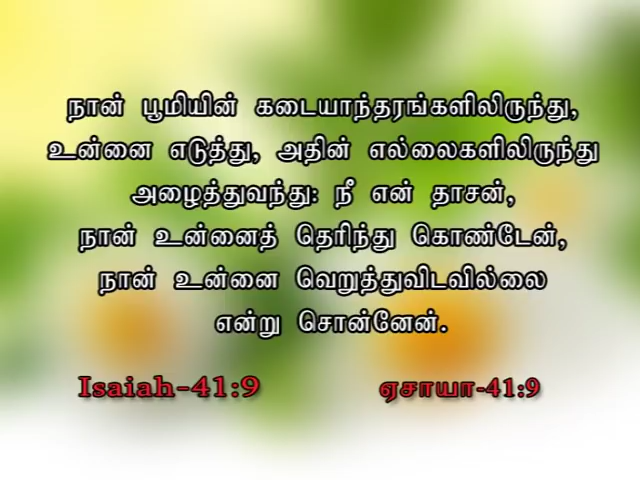 நான் பூமியின் கடையாந்தரங்களிலிருந்து,
உன்னை எடுத்து, அதின் எல்லைகளிலிருந்து
அழைத்துவந்து: நீ என் தாசன்,
நான் உன்னைத் தெரிந்து கொண்டேன்,
நான் உன்னை வெறுத்துவிடவில்லை
என்று சொன்னேன்.
Isaiah-41:9 ஏசாயா-41:9